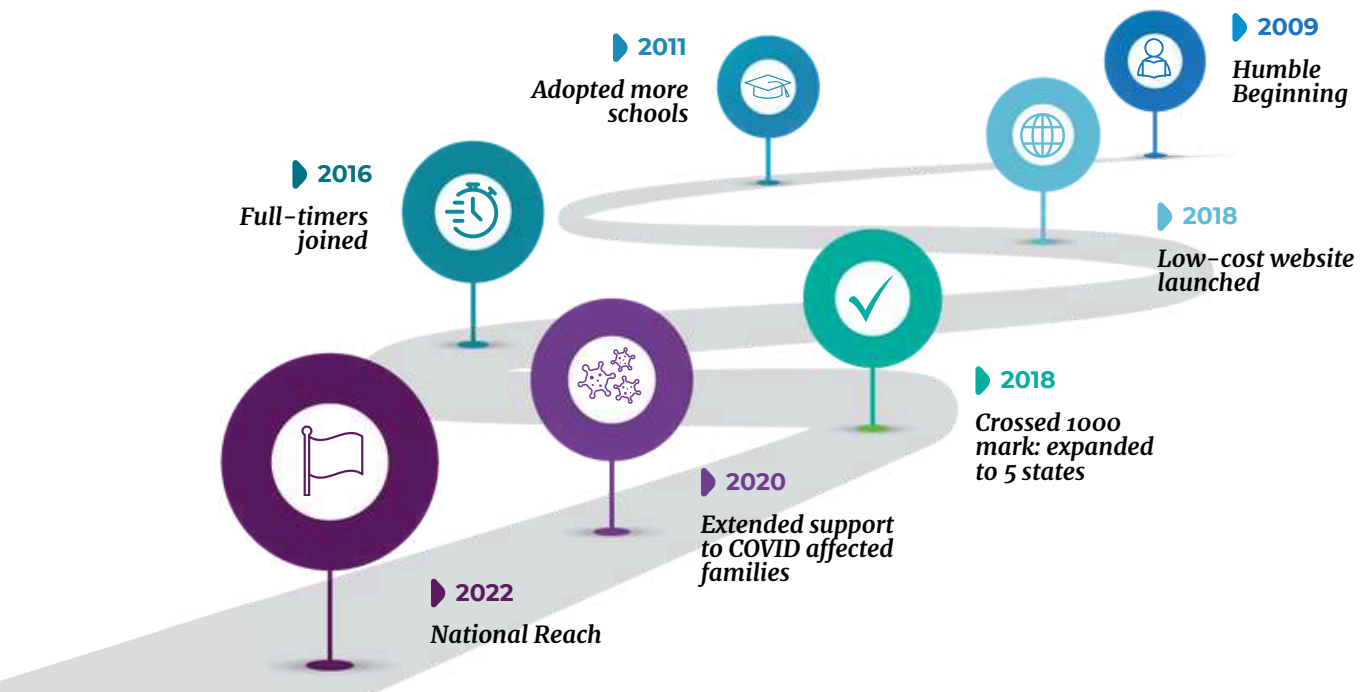 2009
Humble
Beginning
2011
Adopted more
schools
2018
Low-cost website
launched
2016
Full-timers
joined
2018
Crossed 1000
mark: expanded
to 5 states
2020
Extended support
to COVID affected
families
2022
National Reach